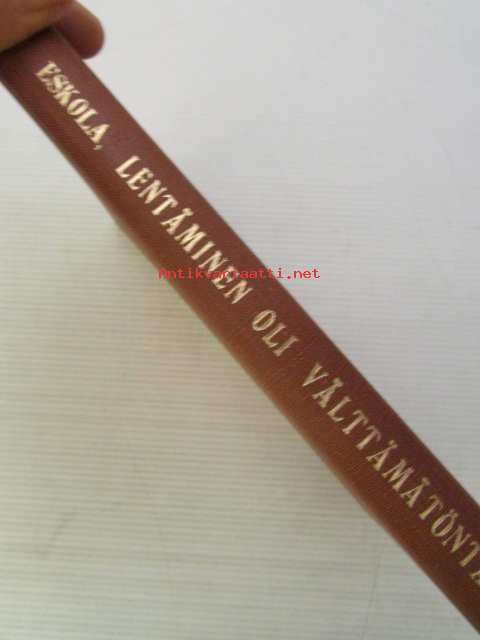 ESKOLA, LENTÄMINEN OLI VÄLTTÄMÄTÖNTÄ
Antikvariaatti.net